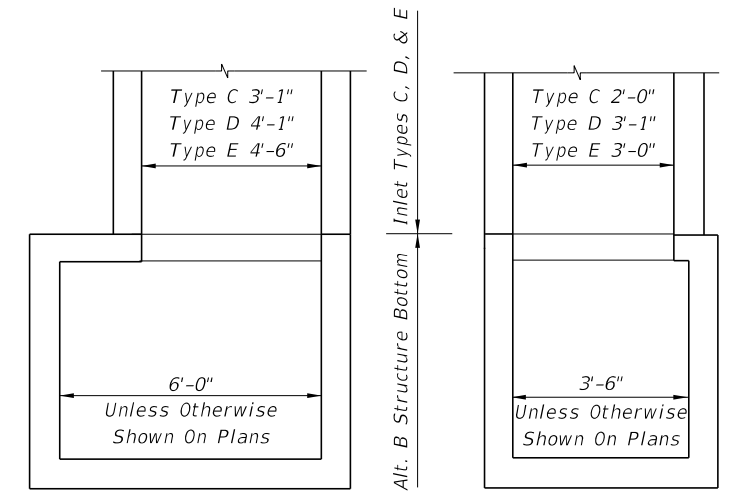 Type C 3'-1"
Type D 4'-1"
Type E 4'-6"
6'-0"
Unless Otherwise
Shown On Plans
Inlet Types C, D, & E
Alt. B Structure Bottom
Type C 2'-0"
Type D 3'-1"
Type E 3'-0"
3'-6"
Unless Otherwise
Shown On Plans